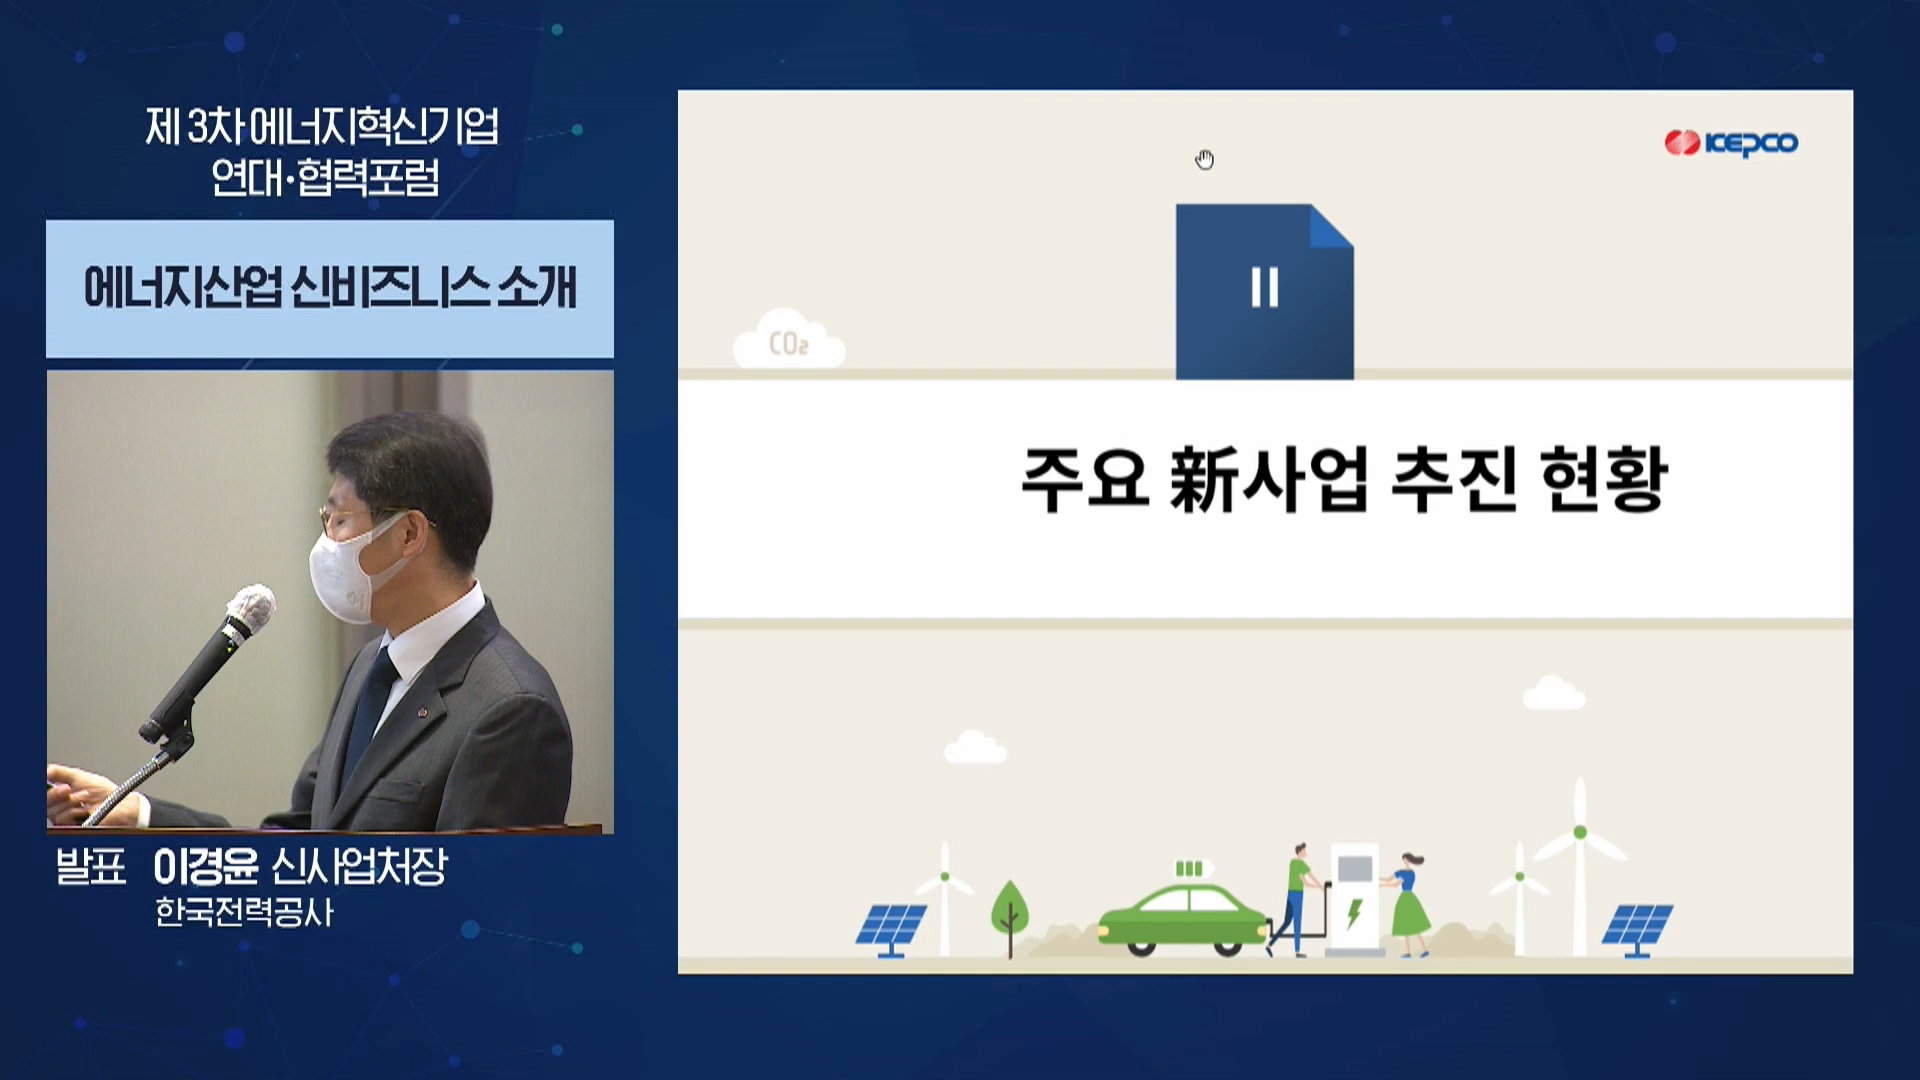 제 3차 에너지혁신기업
연대·협력포럼
에너지산업 신비즈니스 소개
발표 이경윤 신사업처장
한국전력공사
KEPCO
II
CO₂
주요 新사업 추진 현황